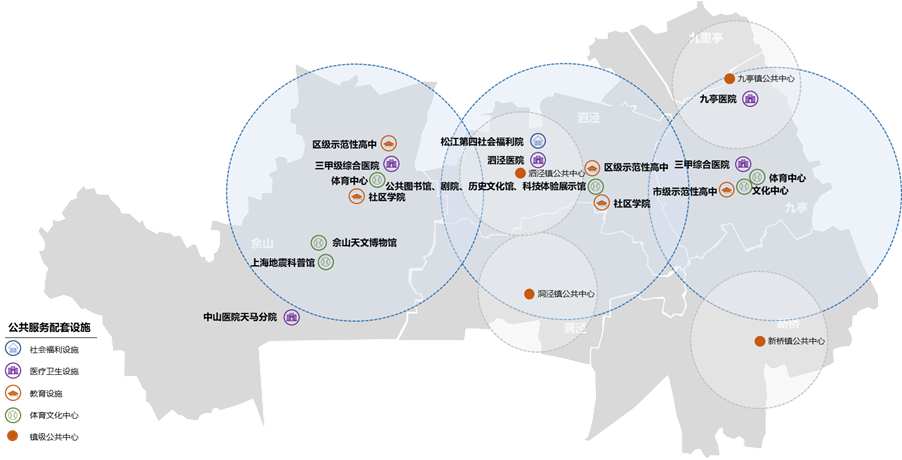 九里亭
九亭镇公共中心
九亭医院
泗泾
松江第四社会福利院
区级示范性高中
泗泾医院
三甲级综合医院
区级示范性高中
三甲综合医院
泗泾镇公共中心
体育中心
体育中心
公共图书馆、剧院、历史文化馆、科技体验展示馆
市级示范性高中
文化中心
社区学院
社区学院
九亭
佘山
佘山天文博物馆
上海地震科普馆
洞泾镇公共中心
中山医院天马分院
洞泾
新桥
新桥镇公共中心
公共服务配套设施
社会福利设施
医疗卫生设施
教育设施
体育文化中心
镇级公共中心